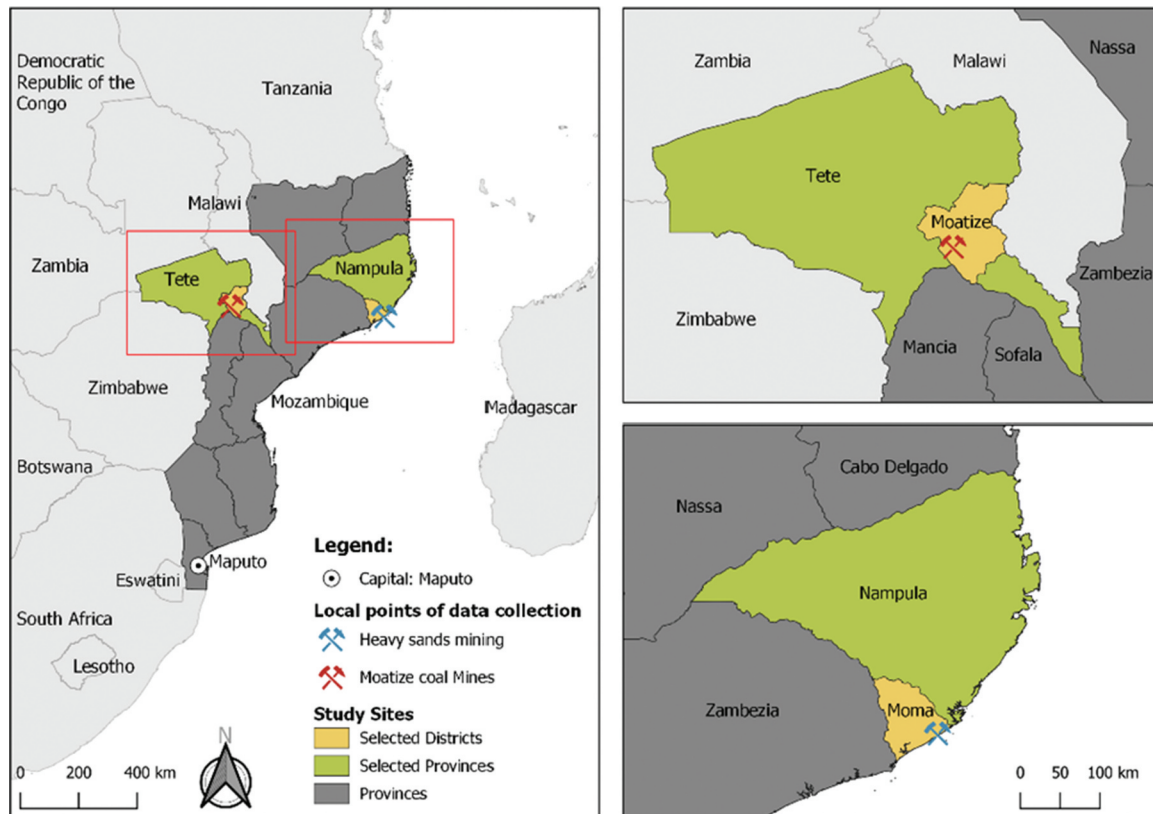 Democratic
Republic of the
Congo
Tanzania
Malawi
Zambia
Tete
Nampula
Zimbabwe
Mozambique
Madagascar
Botswana
Maputo
Eswatini
South Africa
Lesotho
Legend:
Capital: Maputo
Local points of data collection
Heavy sands mining
Moatize coal Mines
Study Sites
Selected Districts
Selected Provinces
Provinces
N
0 200 400 km
Zambia
Malawi
Nassa
Tete
Moatize
Zambezia
Zimbabwe
Mancia
Sofala
Cabo Delgado
Nassa
Nampula
Zambezia
Moma
0 50 100 km